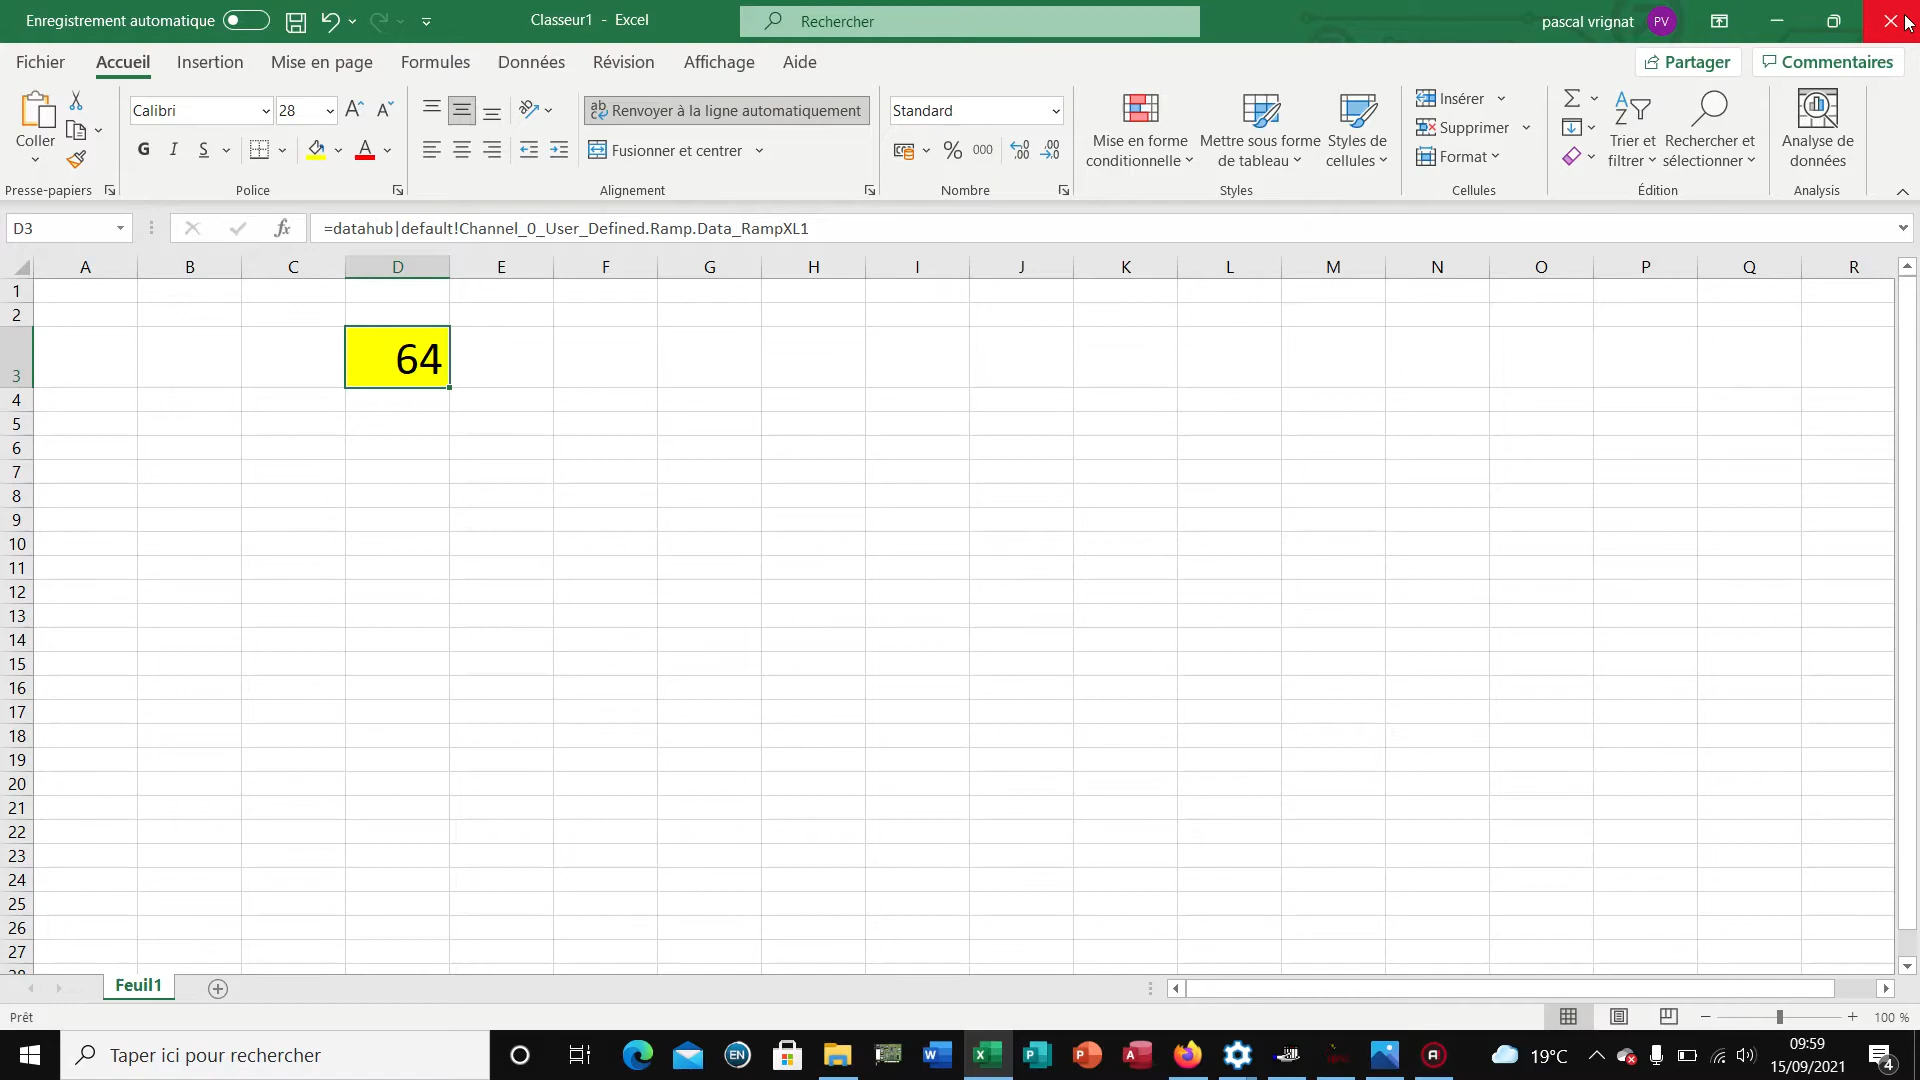 Enregistrement automatique
Classeur1 - Excel
Rechercher
pascal vrignat
PV
Fichier Accueil Insertion Mise en page Formules Données Révision Affichage Aide
Partager
Commentaires
Coller
Calibri
28
Renvoyer à la ligne automatiquement
Standard
G I S
Fusionner et centrer
% 000
Mise en forme conditionnelle
Mettre sous forme de tableau
Styles de cellules
Insérer
Supprimer
Format
Trier et filtrer
Rechercher et sélectionner
Analyse de données
Presse-papiers
Police
Alignement
Nombre
Styles
Cellules
Édition
Analysis
D3
fx
=datahub|default!Channel_0_User_Defined.Ramp.Data_RampXL1
A B C D E F G H I J K L M N O P Q R
1
2
3
64
4
5
6
7
8
9
10
11
12
13
14
15
16
17
18
19
20
21
22
23
24
25
26
27
Feuil1
Prêt
100 %
Taper ici pour rechercher
EN
19°C
09:59
15/09/2021
4